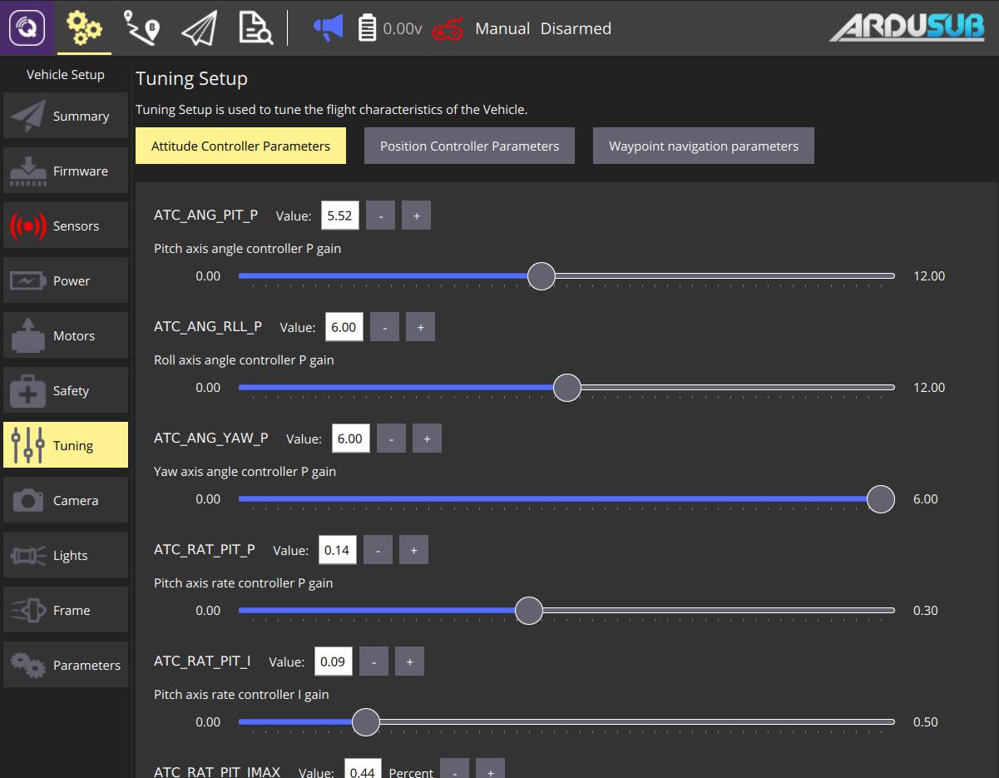 0.00v Manual Disarmed ARDUSUB
Vehicle Setup
Summary
Firmware
Sensors
Power
Motors
Safety
Tuning
Camera
Lights
Frame
Parameters
Tuning Setup
Tuning Setup is used to tune the flight characteristics of the Vehicle.
Attitude Controller Parameters Position Controller Parameters Waypoint navigation parameters
ATC_ANG_PIT_P Value: 5.52 - +
Pitch axis angle controller P gain
0.00 12.00
ATC_ANG_RLL_P Value: 6.00 - +
Roll axis angle controller P gain
0.00 12.00
ATC_ANG_YAW_P Value: 6.00 - +
Yaw axis angle controller P gain
0.00 6.00
ATC_RAT_PIT_P Value: 0.14 - +
Pitch axis rate controller P gain
0.00 0.30
ATC_RAT_PIT_I Value: 0.09 - +
Pitch axis rate controller I gain
0.00 0.50
ATC_RAT_PIT_IMAX Value: 0.44 Percent - +